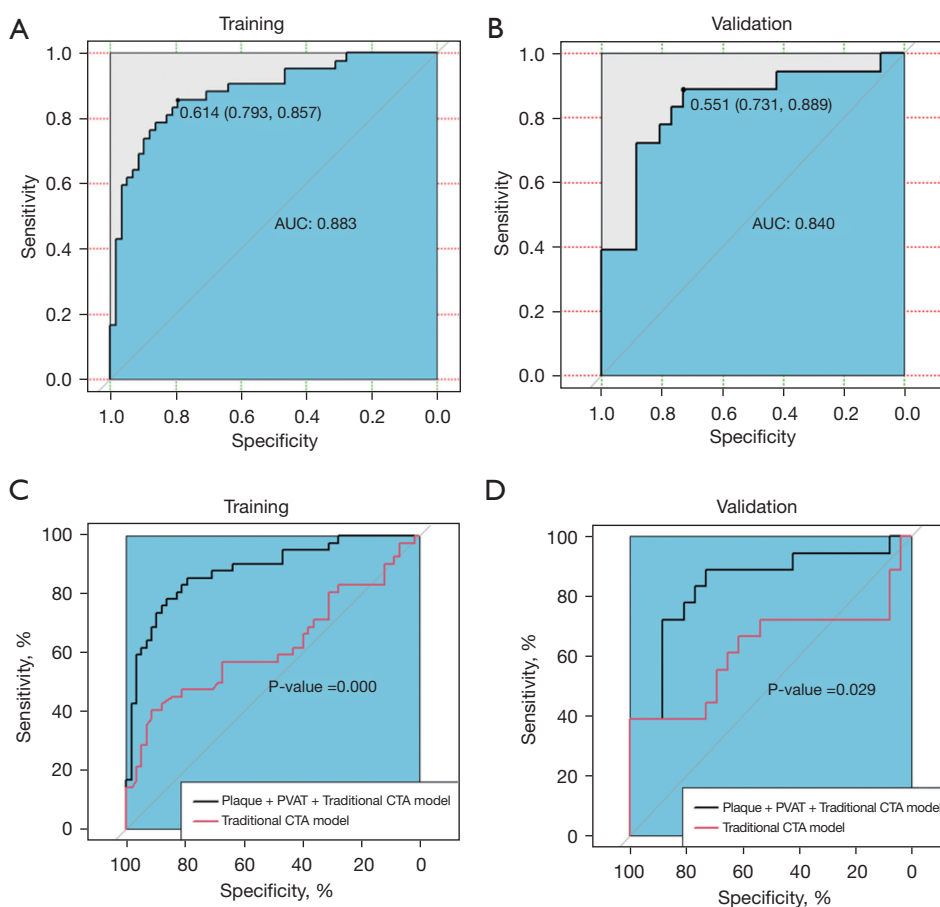 A
Training
1.0
0.8
0.6
0.4
0.2
0.0
Sensitivity
0.614 (0.793, 0.857)
AUC: 0.883
1.0 0.8 0.6 0.4 0.2 0.0
Specificity
B
Validation
1.0
0.8
0.6
0.4
0.2
0.0
Sensitivity
0.551 (0.731, 0.889)
AUC: 0.840
1.0 0.8 0.6 0.4 0.2 0.0
Specificity
C
Training
100
80
60
40
20
0
Sensitivity, %
P-value =0.000
Plaque + PVAT + Traditional CTA model
Traditional CTA model
100 80 60 40 20 0
Specificity, %
D
Validation
100
80
60
40
20
0
Sensitivity, %
P-value =0.029
Plaque + PVAT + Traditional CTA model
Traditional CTA model
100 80 60 40 20 0
Specificity, %